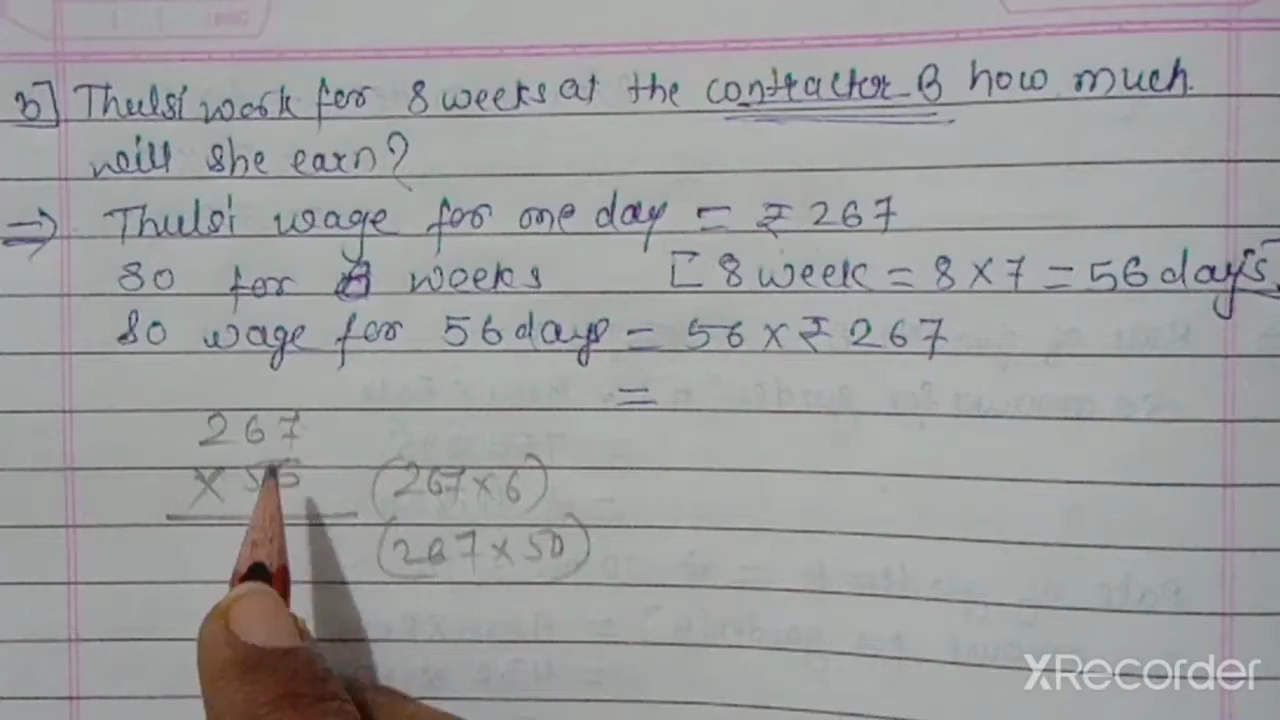 b] Thulsi work for 8 weeks at the contractor B how much
will she earn?
⇒ Thulsi wage for one day = ₹ 267
So for 8 weeks [ 8 week = 8 × 7 = 56 days]
So wage for 56 days = 56 × ₹ 267
=
267
× 56 (267 × 6)
(267 × 50)
XRecorder